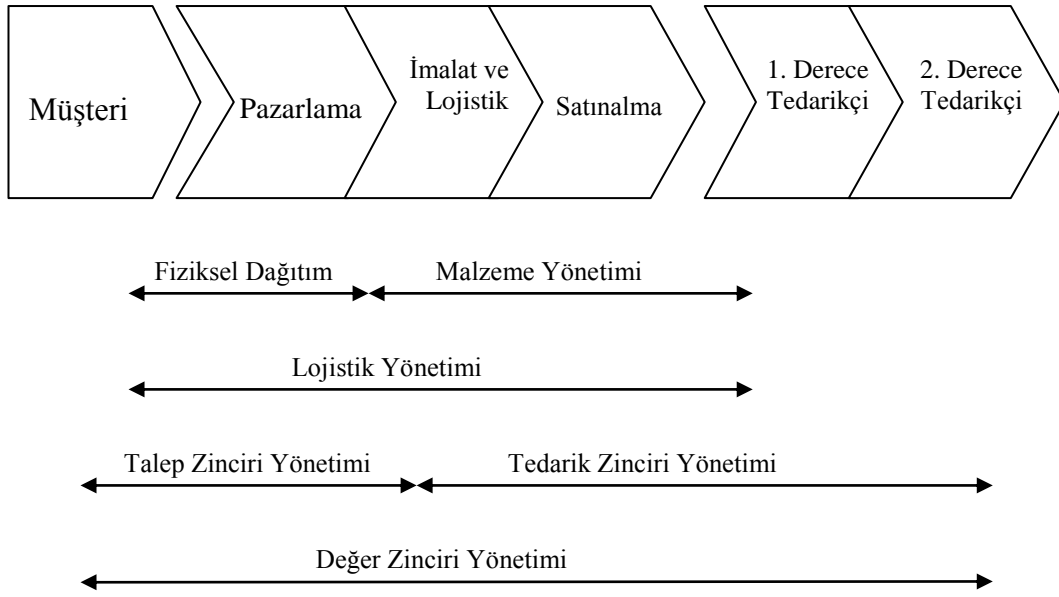 Müşteri
Pazarlama
İmalat ve
Lojistik
Satınalma
1. Derece
Tedarikçi
2. Derece
Tedarikçi
Fiziksel Dağıtım
Malzeme Yönetimi
Lojistik Yönetimi
Talep Zinciri Yönetimi
Tedarik Zinciri Yönetimi
Değer Zinciri Yönetimi